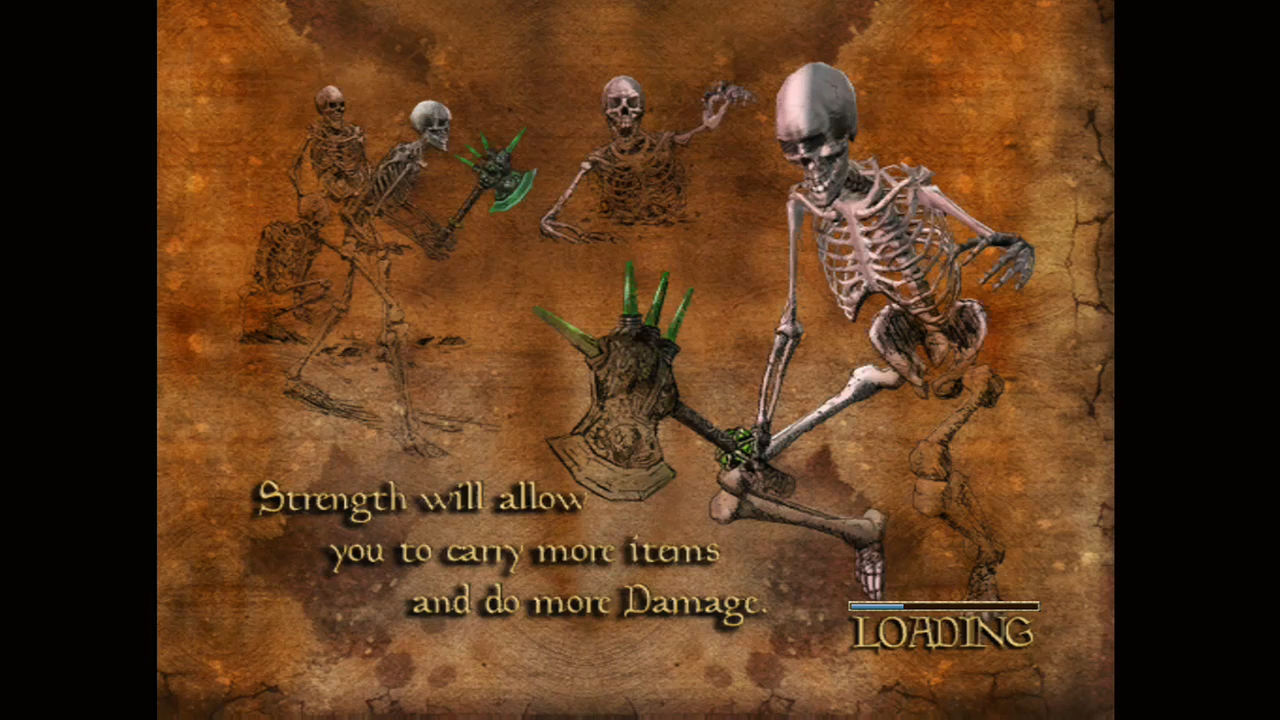 Strength will allow
you to carry more items
and do more Damage.
LOADING